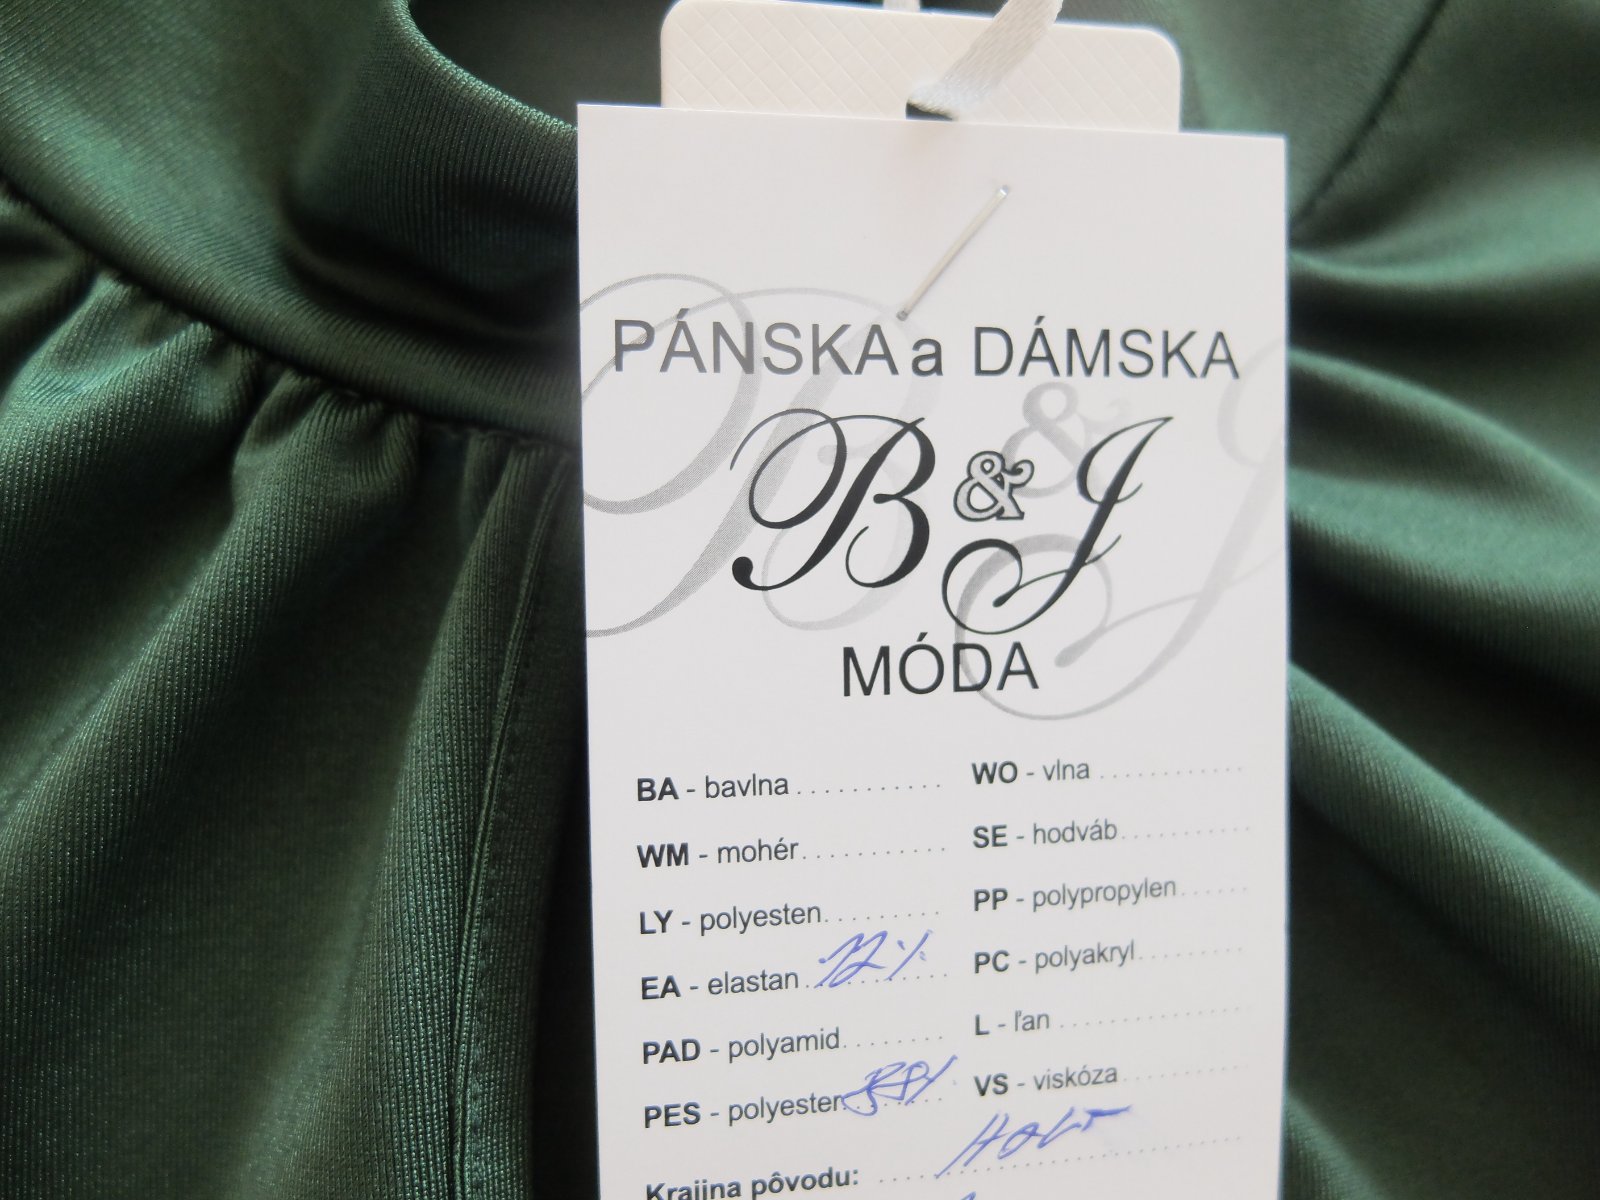 PÁNSKA a DÁMSKA
B & J
MÓDA
BA - bavlna ...........
WM - mohér ...........
LY - polyesten .........
EA - elastan 12%
PAD - polyamid ........
PES - polyester
WO - vlna ............
SE - hodváb ...........
PP - polypropylen ......
PC - polyakryl .........
L - ľan ...............
VS - viskóza ..........
Krajina pôvodu: